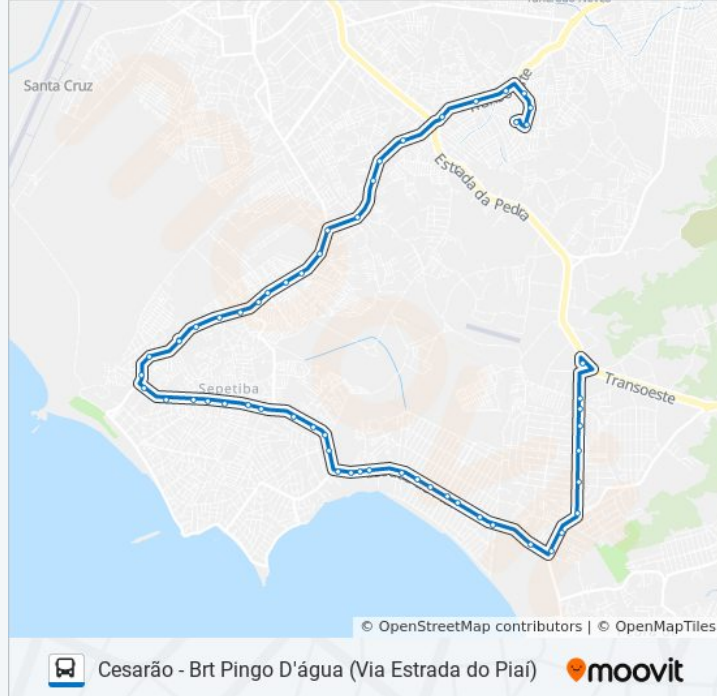 Santa Cruz
Estrada da Pedra
Transoeste
Sepetiba
© OpenStreetMap contributors | © OpenMapTiles
Cesarão - Brt Pingo D'água (Via Estrada do Piaí)
moovit